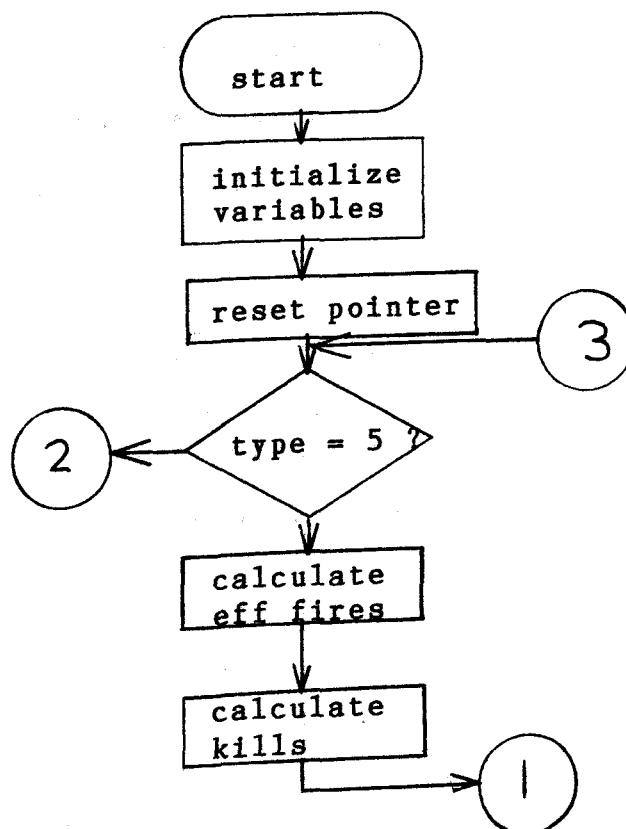 start
initialize
variables
reset pointer
3
type = 5 ?
2
calculate
eff fires
calculate
kills
1